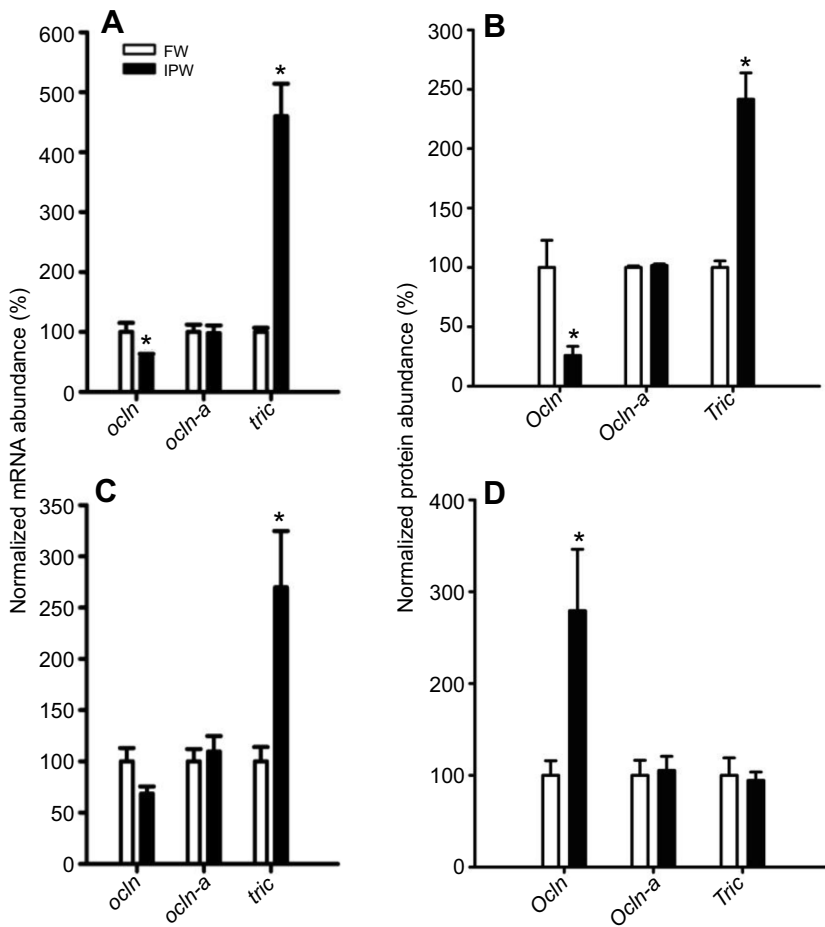 A
600
500
400
300
200
100
0
FW
IPW
*
*
ocln
ocln-a
tric
B
300
250
200
150
100
50
0
*
*
Ocln
Ocln-a
Tric
Normalized mRNA abundance (%)
Normalized protein abundance (%)
C
350
300
250
200
150
100
50
0
*
ocln
ocln-a
tric
D
400
300
200
100
0
*
Ocln
Ocln-a
Tric